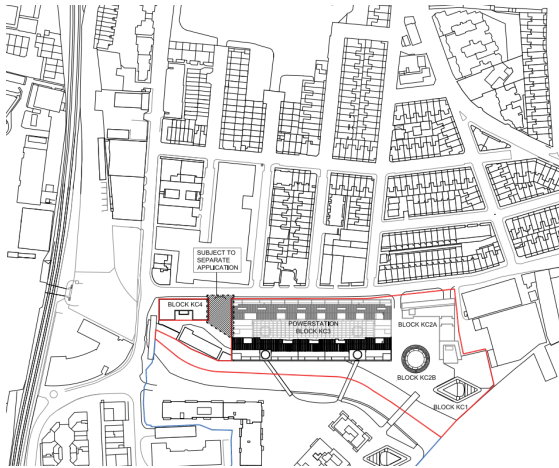 SUBJECT TO
SEPARATE
APPLICATION
BLOCK KC4
POWERSTATION
BLOCK KC3
BLOCK KC2A
BLOCK KC2B
BLOCK KC1